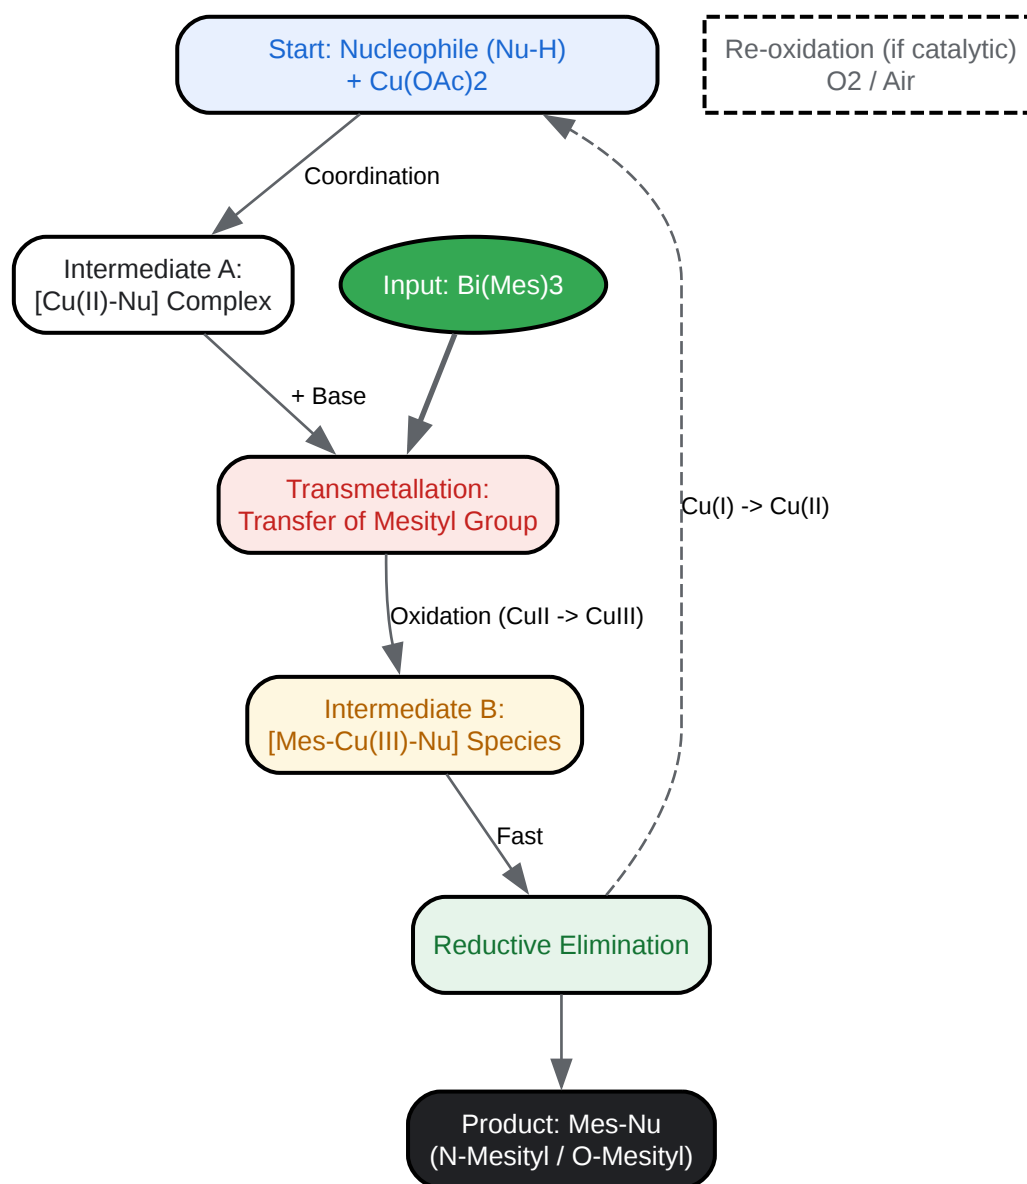 Start: Nucleophile (Nu-H)
+ Cu(OAc)2
Re-oxidation (if catalytic)
O2 / Air
Coordination
Intermediate A:
[Cu(II)-Nu] Complex
Input: Bi(Mes)3
+ Base
Transmetallation:
Transfer of Mesityl Group
Cu(I) -> Cu(II)
Oxidation (CuII -> CuIII)
Intermediate B:
[Mes-Cu(III)-Nu] Species
Fast
Reductive Elimination
Product: Mes-Nu
(N-Mesityl / O-Mesityl)